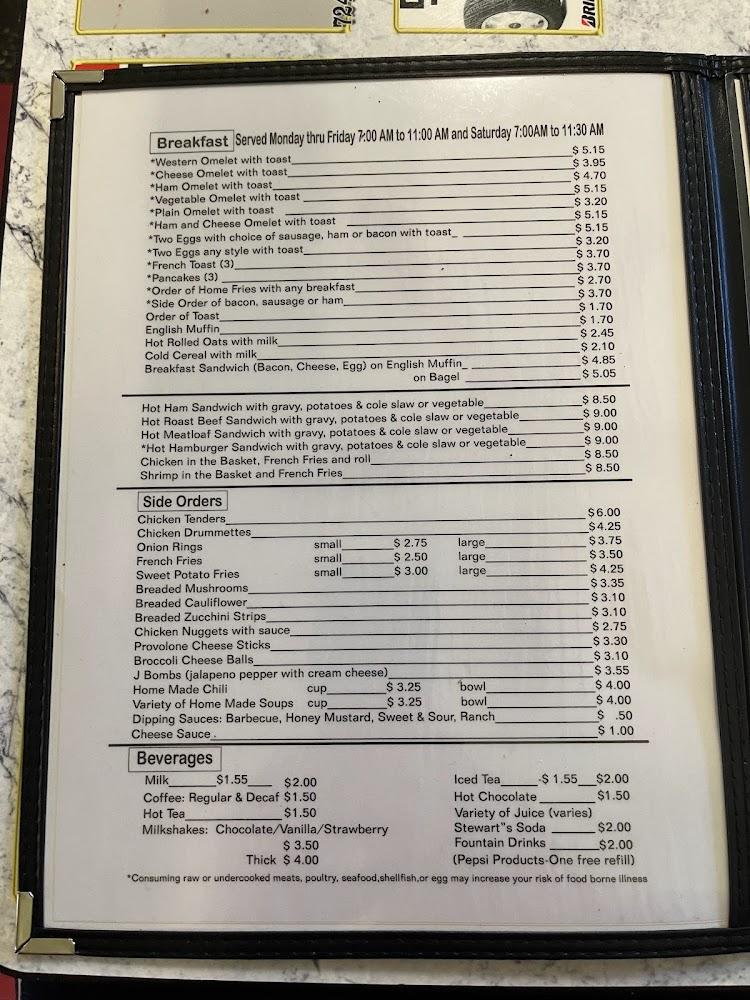 724
BRI
Breakfast Served Monday thru Friday 7:00 AM to 11:00 AM and Saturday 7:00AM to 11:30 AM
*Western Omelet with toast $ 5.15
*Cheese Omelet with toast $ 3.95
*Ham Omelet with toast $ 4.70
*Vegetable Omelet with toast $ 5.15
*Plain Omelet with toast $ 3.20
*Ham and Cheese Omelet with toast $ 5.15
*Two Eggs with choice of sausage, ham or bacon with toast $ 5.15
*Two Eggs any style with toast $ 3.20
*French Toast (3) $ 3.70
*Pancakes (3) $ 3.70
*Order of Home Fries with any breakfast $ 2.70
*Side Order of bacon, sausage or ham $ 3.70
Order of Toast $ 1.70
English Muffin $ 1.70
Hot Rolled Oats with milk $ 2.45
Cold Cereal with milk $ 2.10
Breakfast Sandwich (Bacon, Cheese, Egg) on English Muffin $ 4.85
on Bagel $ 5.05
Hot Ham Sandwich with gravy, potatoes & cole slaw or vegetable $ 8.50
Hot Roast Beef Sandwich with gravy, potatoes & cole slaw or vegetable $ 9.00
Hot Meatloaf Sandwich with gravy, potatoes & cole slaw or vegetable $ 9.00
*Hot Hamburger Sandwich with gravy, potatoes & cole slaw or vegetable $ 9.00
Chicken in the Basket, French Fries and roll $ 8.50
Shrimp in the Basket and French Fries $ 8.50
Side Orders
Chicken Tenders $6.00
Chicken Drummettes $4.25
Onion Rings small $ 2.75 large $3.75
French Fries small $ 2.50 large $ 3.50
Sweet Potato Fries small $ 3.00 large $ 4.25
Breaded Mushrooms $ 3.35
Breaded Cauliflower $ 3.10
Breaded Zucchini Strips $ 3.10
Chicken Nuggets with sauce $ 2.75
Provolone Cheese Sticks $ 3.30
Broccoli Cheese Balls $ 3.10
J Bombs (jalapeno pepper with cream cheese) $ 3.55
Home Made Chili cup $ 3.25 bowl $ 4.00
Variety of Home Made Soups cup $ 3.25 bowl $ 4.00
Dipping Sauces: Barbecue, Honey Mustard, Sweet & Sour, Ranch $ .50
Cheese Sauce . $ 1.00
Beverages
Milk $1.55 $2.00 Iced Tea -$ 1.55 $2.00
Coffee: Regular & Decaf $1.50 Hot Chocolate $1.50
Hot Tea $1.50 Variety of Juice (varies)
Milkshakes: Chocolate/Vanilla/Strawberry Stewart"s Soda $2.00
$ 3.50 Fountain Drinks $2.00
Thick $ 4.00 (Pepsi Products-One free refill)
*Consuming raw or undercooked meats, poultry, seafood,shellfish,or egg may increase your risk of food borne illness